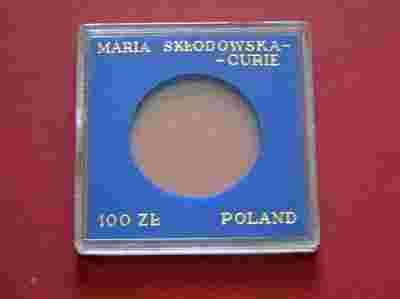 MARIA SKŁODOWSKA-
-CURIE
100 ZŁ POLAND